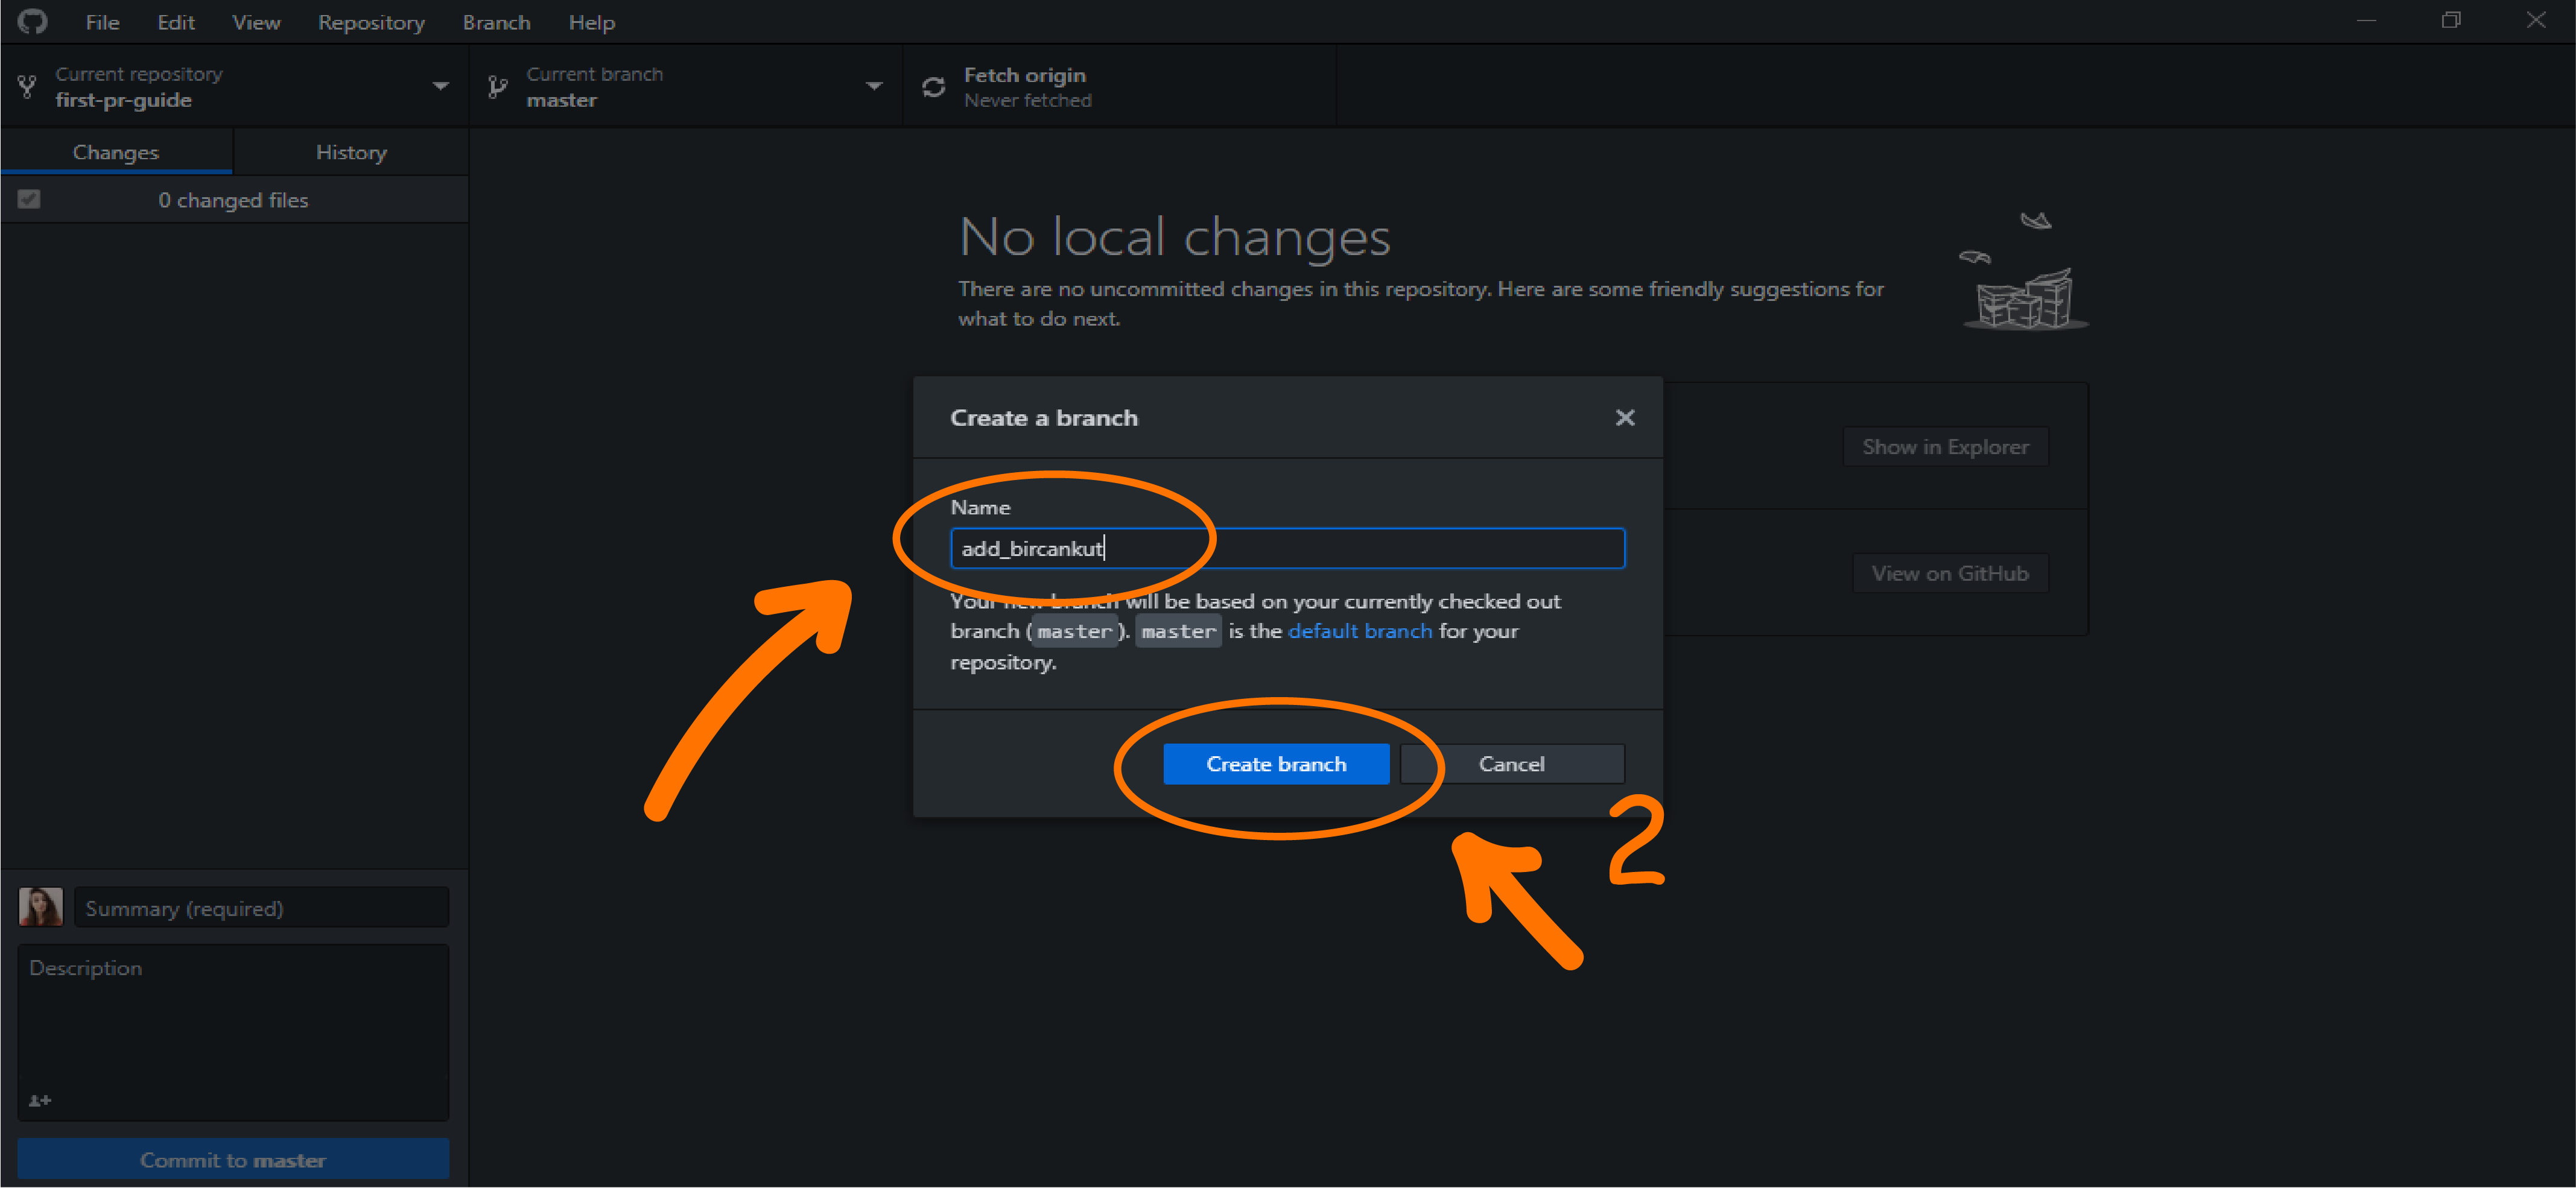 File Edit View Repository Branch Help
Current repository
first-pr-guide
Current branch
master
Fetch origin
Never fetched
Changes History
0 changed files
No local changes
There are no uncommitted changes in this repository. Here are some friendly suggestions for
what to do next.
Show in Explorer
View on GitHub
Create a branch
Name
add_bircankut
Your new branch will be based on your currently checked out
branch (master). master is the default branch for your
repository.
Create branch Cancel
2
Summary (required)
Description
Commit to master